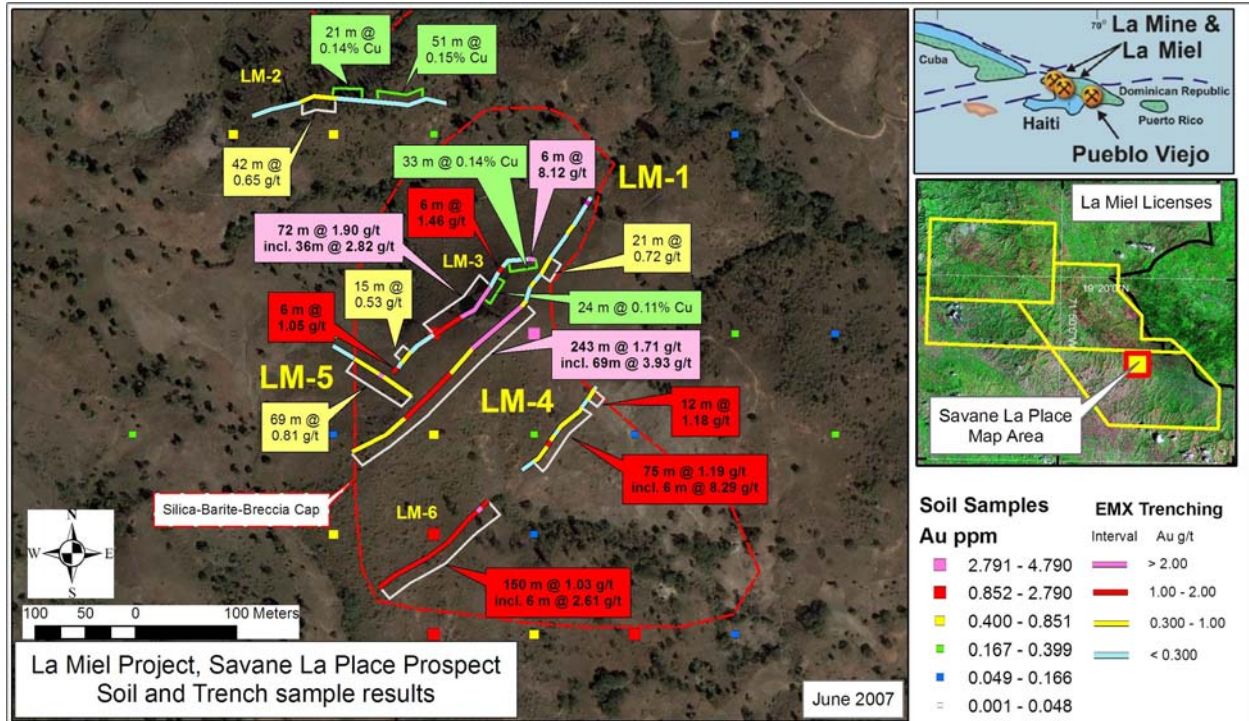 21 m @
0.14% Cu
51 m @
0.15% Cu
LM-2
42 m @
0.65 g/t
33 m @ 0.14% Cu
6 m @
8.12 g/t
LM-1
6 m @
1.46 g/t
72 m @ 1.90 g/t
incl. 36m @ 2.82 g/t
LM-3
21 m @
0.72 g/t
15 m @
0.53 g/t
24 m @ 0.11% Cu
6 m @
1.05 g/t
243 m @ 1.71 g/t
incl. 69m @ 3.93 g/t
LM-5
LM-4
69 m @
0.81 g/t
12 m @
1.18 g/t
75 m @ 1.19 g/t
incl. 6 m @ 8.29 g/t
Silica-Barite-Breccia Cap
LM-6
150 m @ 1.03 g/t
incl. 6 m @ 2.61 g/t
N
W E
S
100 50 0 100 Meters
La Miel Project, Savane La Place Prospect
Soil and Trench sample results
June 2007
70°
La Mine &
La Miel
Cuba
Dominican Republic
Haiti
Puerto Rico
Pueblo Viejo
La Miel Licenses
19°20'0"N
Savane La Place
Map Area
Soil Samples
Au ppm
2.791 - 4.790
0.852 - 2.790
0.400 - 0.851
0.167 - 0.399
0.049 - 0.166
0.001 - 0.048
EMX Trenching
Interval Au g/t
> 2.00
1.00 - 2.00
0.300 - 1.00
< 0.300